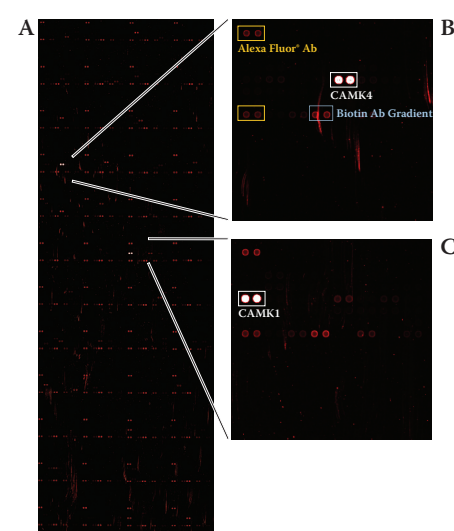 A
B
Alexa Fluor® Ab
CAMK4
Biotin Ab Gradient
C
CAMK1